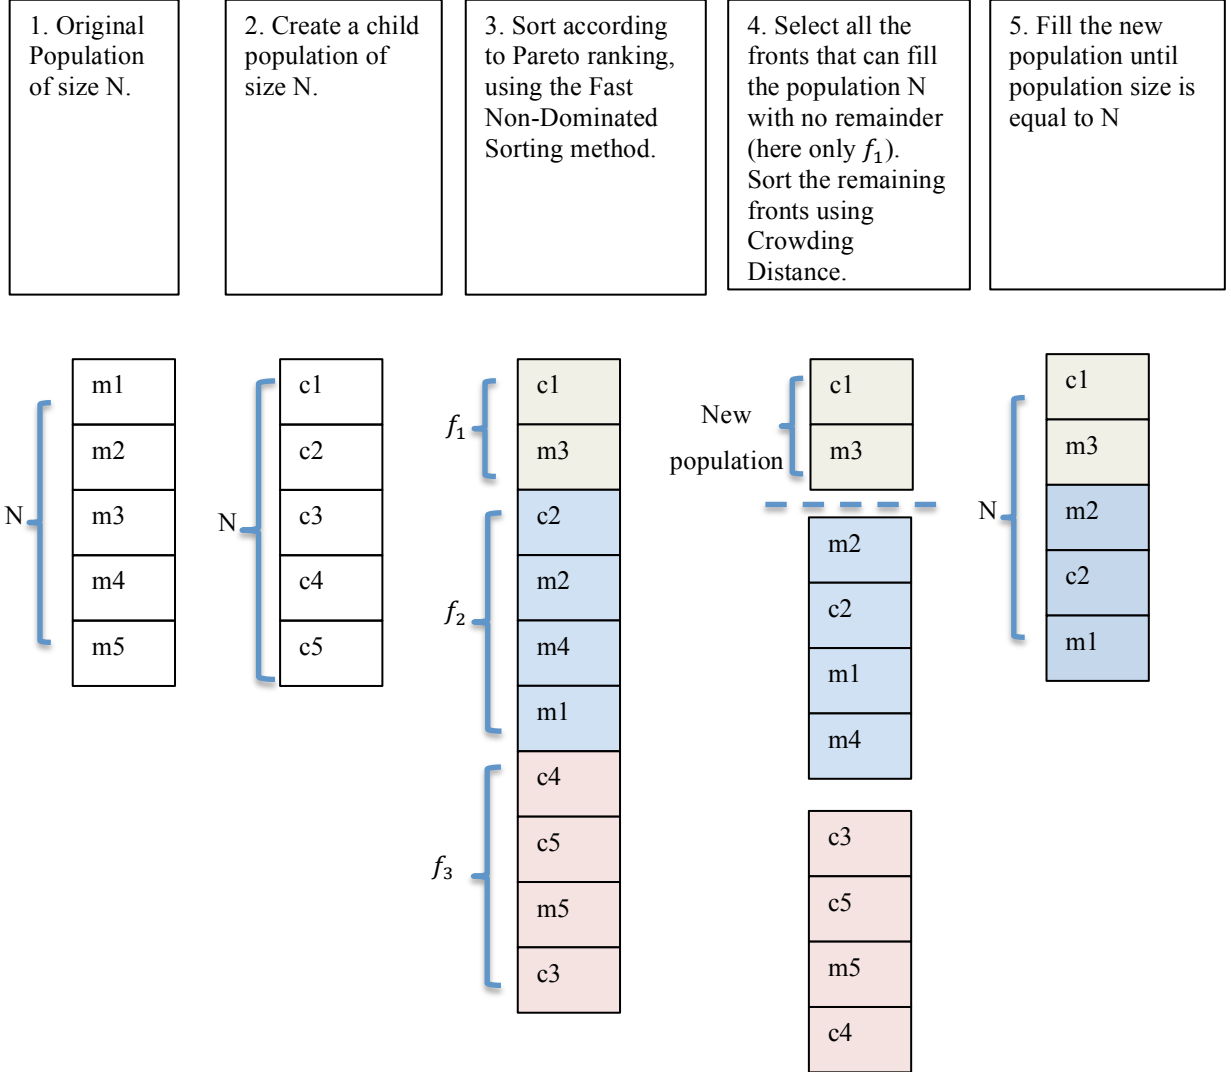 1. Original
Population
of size N.
2. Create a child
population of
size N.
3. Sort according
to Pareto ranking,
using the Fast
Non-Dominated
Sorting method.
4. Select all the
fronts that can fill
the population N
with no remainder
(here only f₁).
Sort the remaining
fronts using
Crowding
Distance.
5. Fill the new
population until
population size is
equal to N
N
m1
m2
m3
m4
m5
N
c1
c2
c3
c4
c5
f₁
c1
m3
f₂
c2
m2
m4
m1
f₃
c4
c5
m5
c3
New
population
c1
m3
m2
c2
m1
m4
c3
c5
m5
c4
N
c1
m3
m2
c2
m1